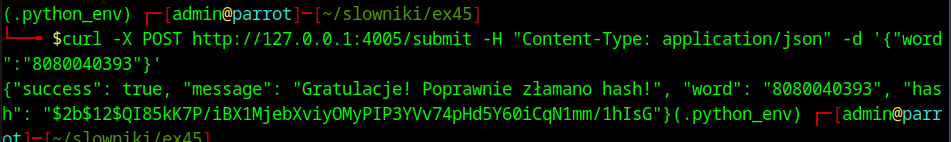 (.python_env) ┌─[admin@parrot]─[~/slowniki/ex45]
└──╼ $curl -X POST http://127.0.0.1:4005/submit -H "Content-Type: application/json" -d '{"word
":"8080040393"}'
{"success": true, "message": "Gratulacje! Poprawnie złamano hash!", "word": "8080040393", "has
h": "$2b$12$QI85kK7P/iBX1MjebXviyOMyPIP3YVv74pHd5Y60iCqN1mm/1hIsG"}(.python_env) ┌─[admin@parr
ot]─[~/slowniki/ex45]